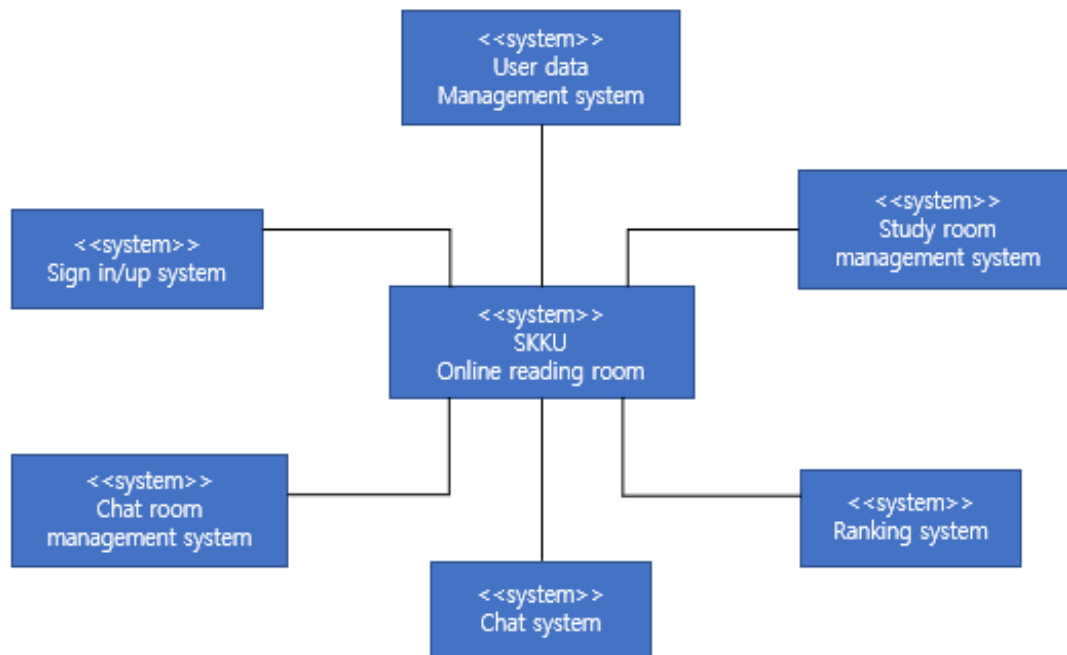 <<system>>
User data
Management system
<<system>>
Study room
management system
<<system>>
Sign in/up system
<<system>>
SKKU
Online reading room
<<system>>
Chat room
management system
<<system>>
Ranking system
<<system>>
Chat system